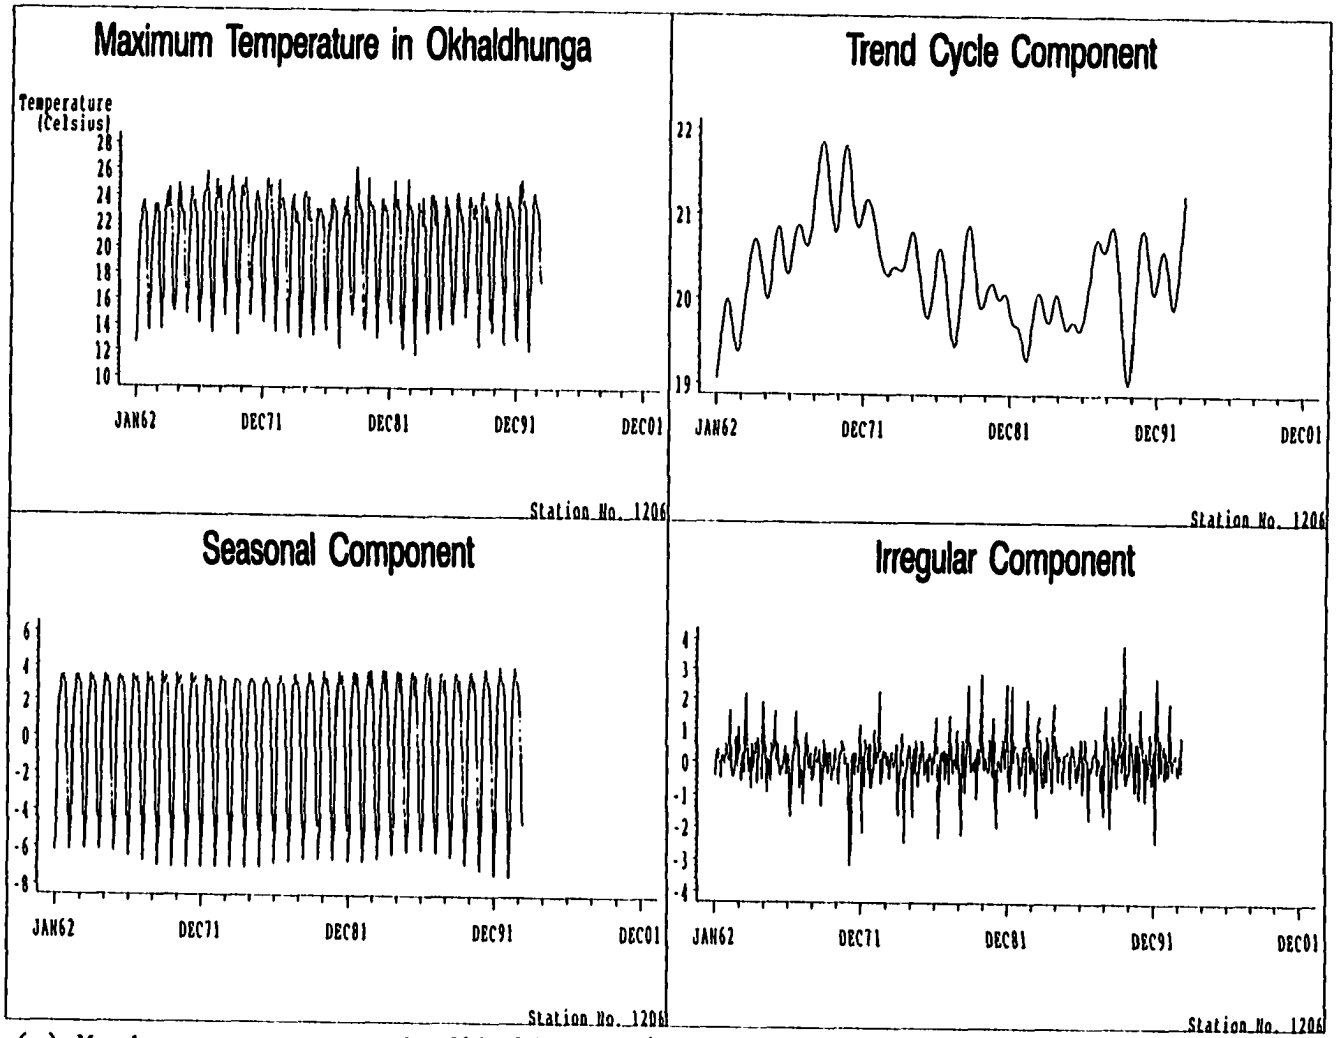 Maximum Temperature in Okhaldhunga
Temperature
(Celsius)
28
26
24
22
20
18
16
14
12
10
JAN62 DEC71 DEC81 DEC91 DEC01
Station No. 1206
Trend Cycle Component
22
21
20
19
JAN62 DEC71 DEC81 DEC91 DEC01
Station No. 1206
Seasonal Component
6
4
2
0
-2
-4
-6
-8
JAN62 DEC71 DEC81 DEC91 DEC01
Station No. 1206
Irregular Component
4
3
2
1
0
-1
-2
-3
-4
JAN62 DEC71 DEC81 DEC91 DEC01
Station No. 1206